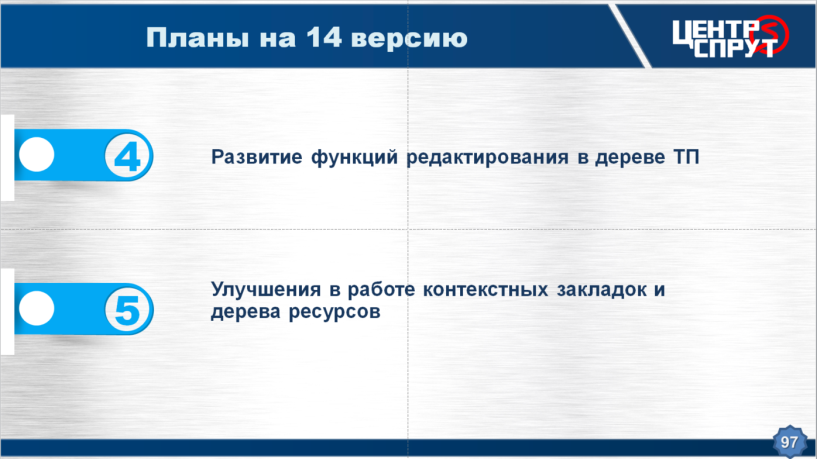 Планы на 14 версию
ЦЕНТР
СПРУТ
4
Развитие функций редактирования в дереве ТП
5
Улучшения в работе контекстных закладок и
дерева ресурсов
97